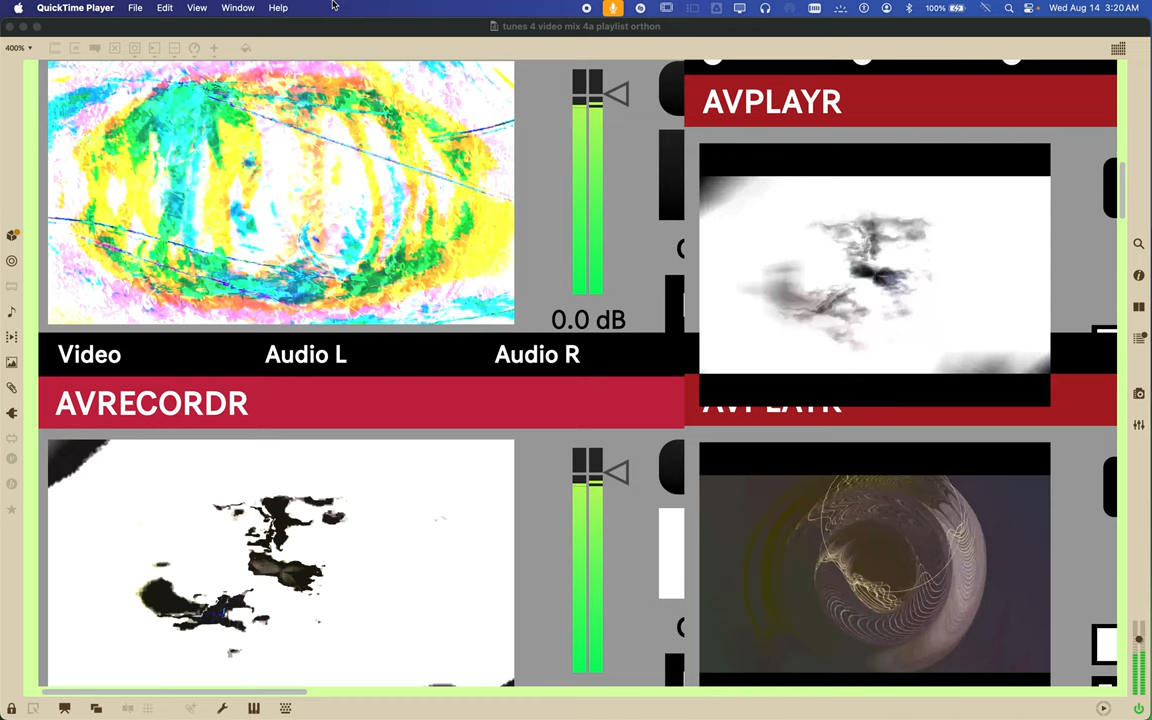 QuickTime Player File Edit View Window Help 100% Wed Aug 14 3:20 AM
tunes 4 video mix 4a playlist orthon
400%
AVPLAYR
0.0 dB
Video Audio L Audio R
AVRECORDR
AVPLAYR